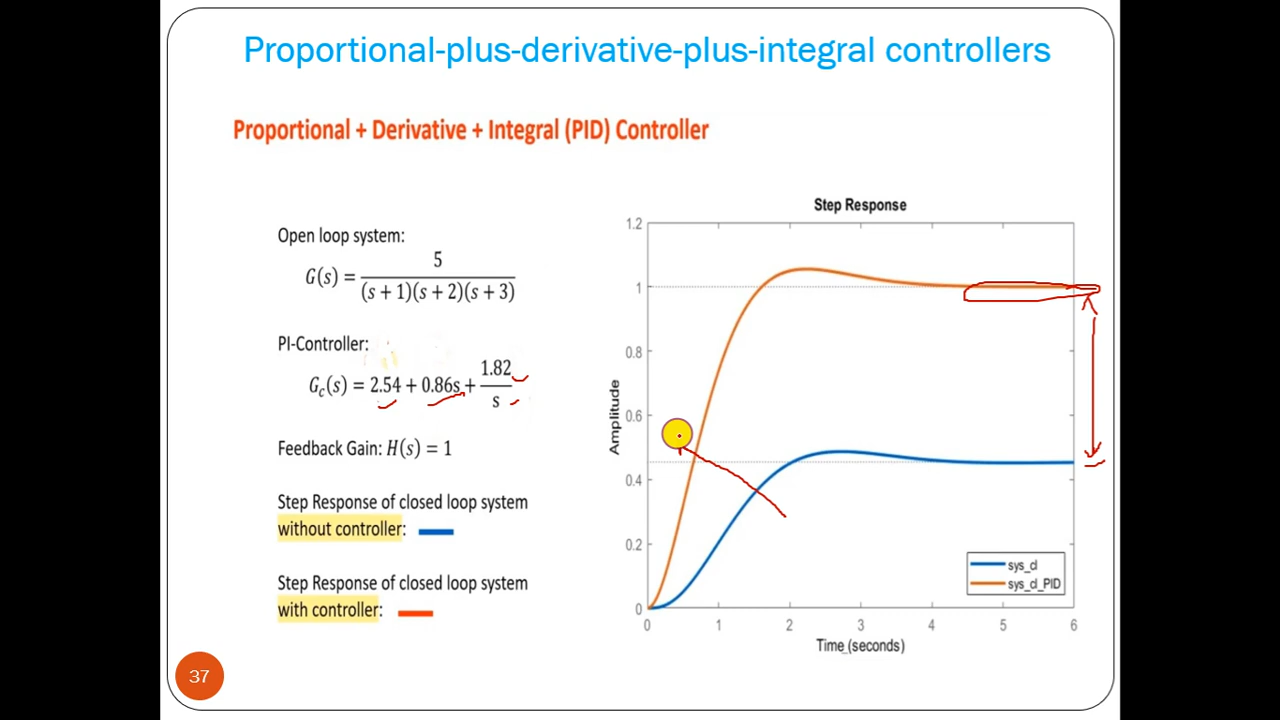 Proportional-plus-derivative-plus-integral controllers
Proportional + Derivative + Integral (PID) Controller
Open loop system:
G(s) = 5 / (s + 1)(s + 2)(s + 3)
PI-Controller:
G_c(s) = 2.54 + 0.86s + 1.82 / s
Feedback Gain: H(s) = 1
Step Response of closed loop system
without controller:
Step Response of closed loop system
with controller:
37
Step Response
1.2
1
0.8
0.6
0.4
0.2
0
Amplitude
0 1 2 3 4 5 6
Time (seconds)
sys_cl
sys_cl_PID